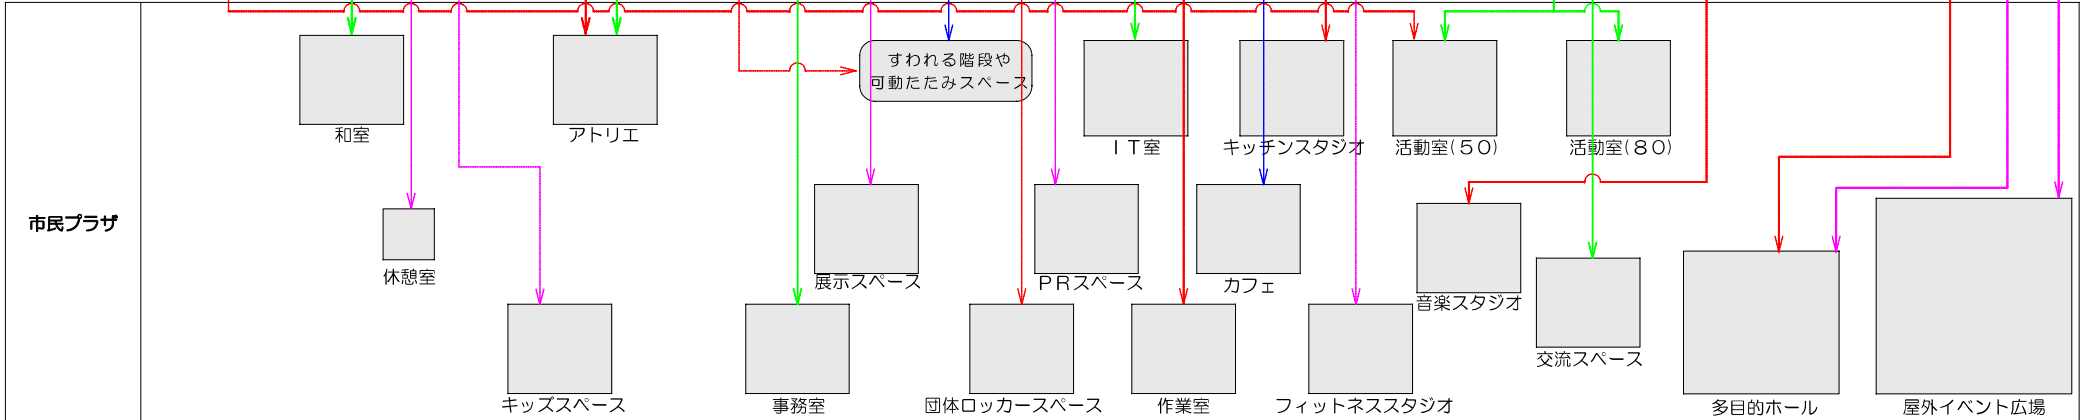 すわれる階段や
可動たたみスペース
和室
アトリエ
ＩＴ室
キッチンスタジオ
活動室(５０)
活動室(８０)
市民プラザ
休憩室
展示スペース
ＰＲスペース
カフェ
音楽スタジオ
交流スペース
キッズスペース
事務室
団体ロッカースペース
作業室
フィットネススタジオ
多目的ホール
屋外イベント広場